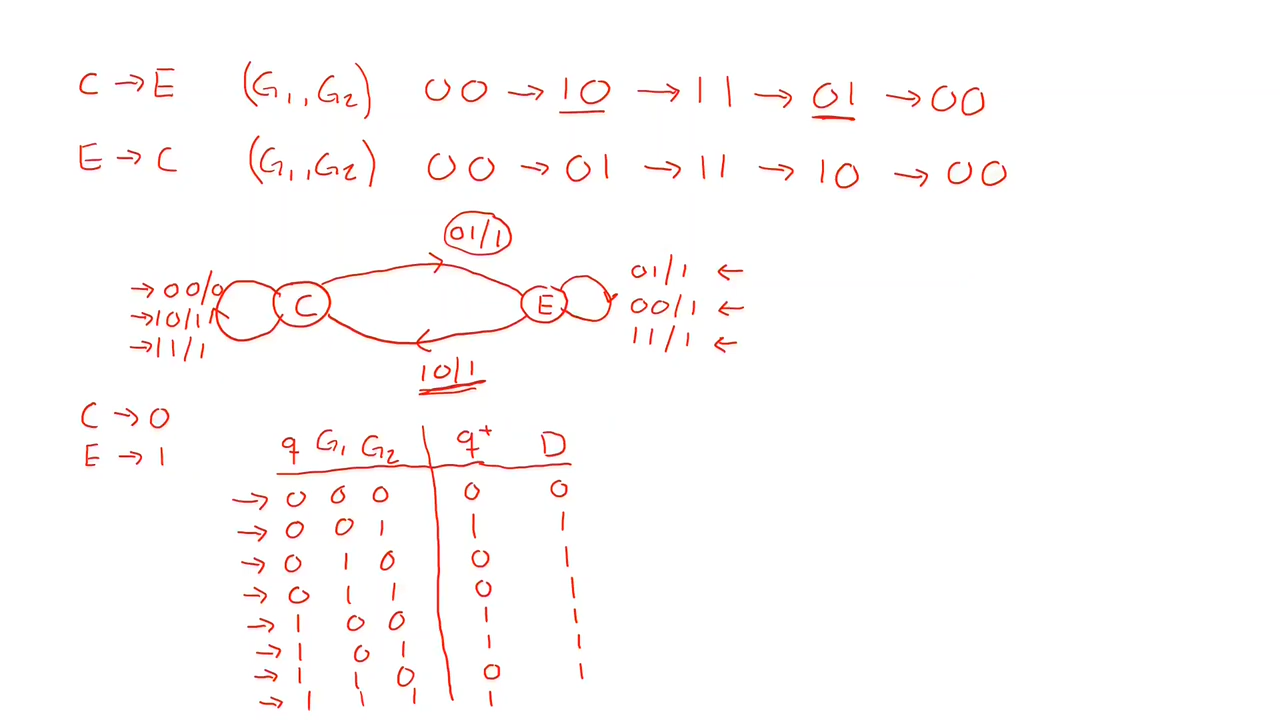 C → E (G₁, G₂) 00 → 10 → 11 → 01 → 00
E → C (G₁, G₂) 00 → 01 → 11 → 10 → 00
01/1
→ 00/0
→ 10/1
→ 11/1
C
E
01/1 ←
00/1 ←
11/1 ←
10/1
C → 0
E → 1
q G₁ G₂ q⁺ D
→ 0 0 0 0 0
→ 0 0 1 1 1
→ 0 1 0 0 1
→ 0 1 1 0 1
→ 1 0 0 1 1
→ 1 0 1 1 1
→ 1 1 0 0 1
→ 1 1 1 1